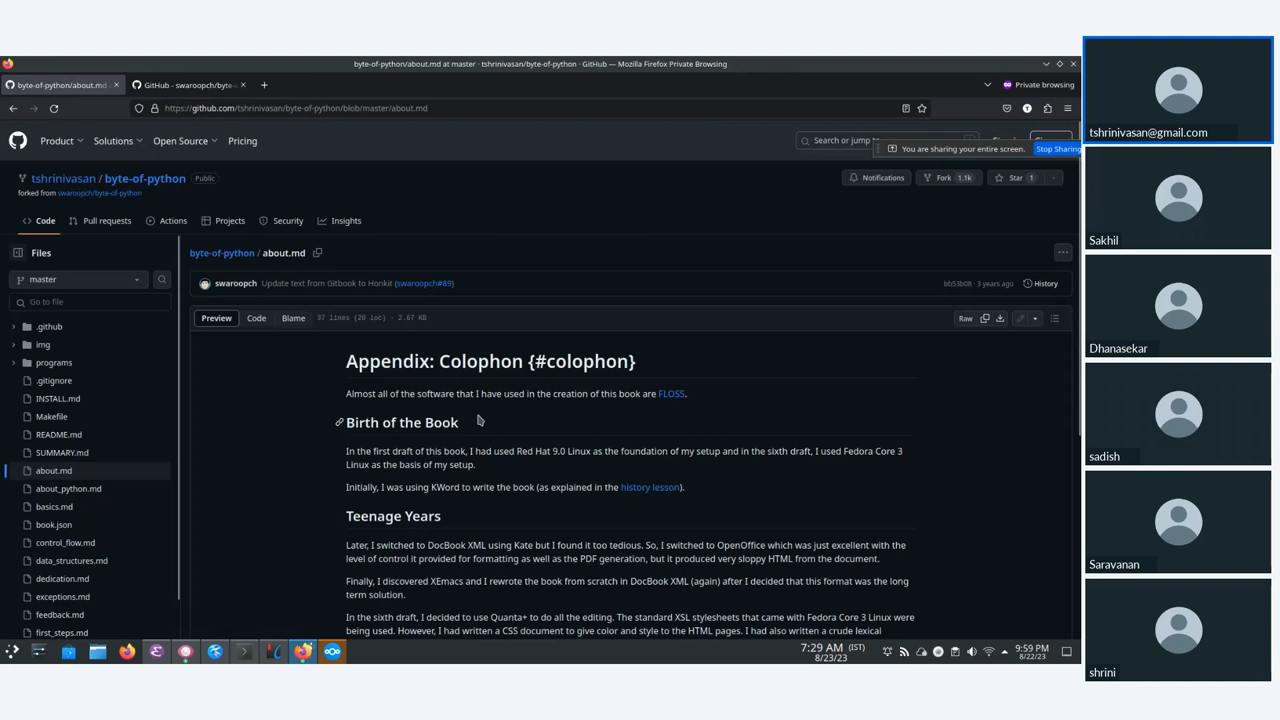 byte-of-python/about.md at master · tshrinivasan/byte-of-python · GitHub — Mozilla Firefox Private Browsing
byte-of-python/about.md
GitHub - swaroopch/byte-
Private browsing
https://github.com/tshrinivasan/byte-of-python/blob/master/about.md
Product
Solutions
Open Source
Pricing
Search or jump to
You are sharing your entire screen.
Stop Sharing
tshrinivasan / byte-of-python
Public
forked from swaroopch/byte-of-python
Notifications
Fork 1.1k
Star 1
Code
Pull requests
Actions
Projects
Security
Insights
Files
master
Go to file
.github
img
programs
.gitignore
INSTALL.md
Makefile
README.md
SUMMARY.md
about.md
about_python.md
basics.md
book.json
control_flow.md
data_structures.md
dedication.md
exceptions.md
feedback.md
first_steps.md
byte-of-python / about.md
swaroopch Update text from Gitbook to Honkit (swaroopch#89)
bb53b08 · 3 years ago
History
Preview
Code
Blame
37 lines (20 loc) · 2.67 KB
Raw
Appendix: Colophon {#colophon}
Almost all of the software that I have used in the creation of this book are FLOSS.
Birth of the Book
In the first draft of this book, I had used Red Hat 9.0 Linux as the foundation of my setup and in the sixth draft, I used Fedora Core 3
Linux as the basis of my setup.
Initially, I was using KWord to write the book (as explained in the history lesson).
Teenage Years
Later, I switched to DocBook XML using Kate but I found it too tedious. So, I switched to OpenOffice which was just excellent with the
level of control it provided for formatting as well as the PDF generation, but it produced very sloppy HTML from the document.
Finally, I discovered XEmacs and I rewrote the book from scratch in DocBook XML (again) after I decided that this format was the long
term solution.
In the sixth draft, I decided to use Quanta+ to do all the editing. The standard XSL stylesheets that came with Fedora Core 3 Linux were
being used. However, I had written a CSS document to give color and style to the HTML pages. I had also written a crude lexical
7:29 AM (IST)
8/23/23
9:59 PM
8/22/23
tshrinivasan@gmail.com
Sakhil
Dhanasekar
sadish
Saravanan
shrini